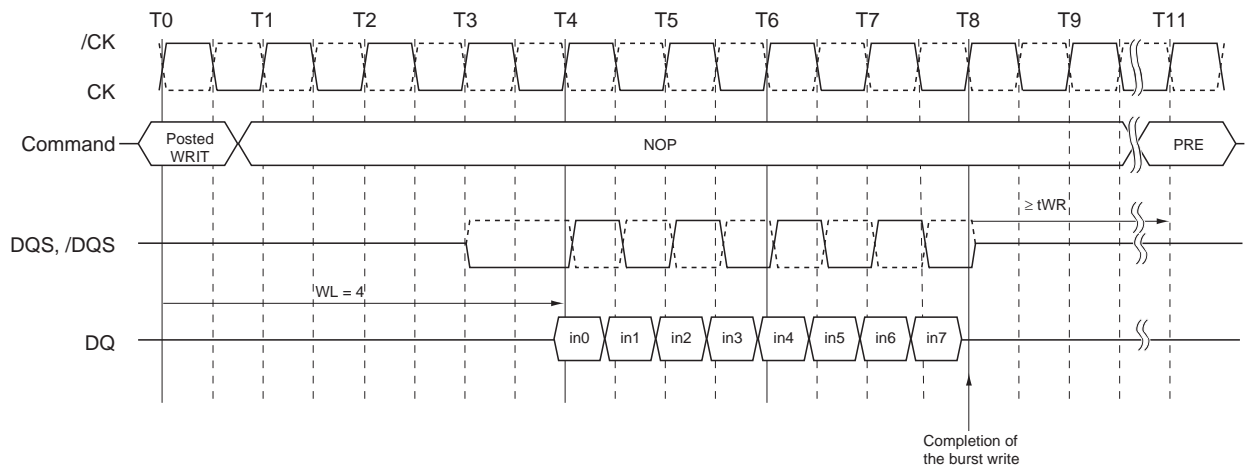 T0 T1 T2 T3 T4 T5 T6 T7 T8 T9 T11
/CK
CK
Command
Posted
WRIT
NOP
PRE
≥ tWR
DQS, /DQS
WL = 4
DQ
in0 in1 in2 in3 in4 in5 in6 in7
Completion of
the burst write